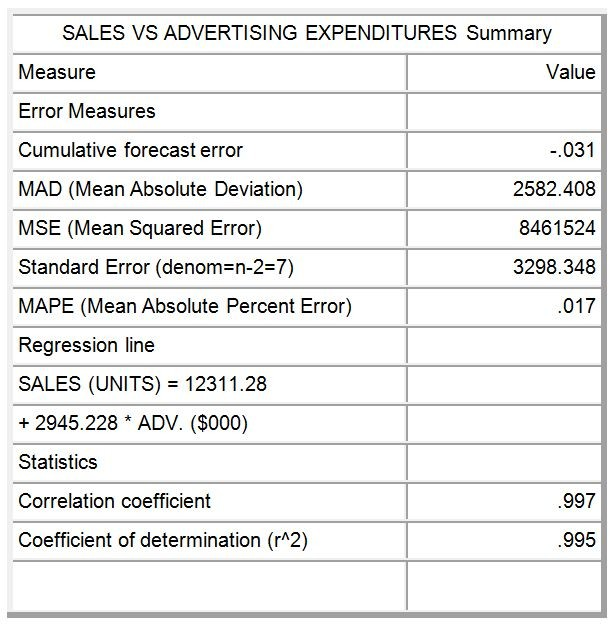 SALES VS ADVERTISING EXPENDITURES Summary
Measure Value
Error Measures
Cumulative forecast error -.031
MAD (Mean Absolute Deviation) 2582.408
MSE (Mean Squared Error) 8461524
Standard Error (denom=n-2=7) 3298.348
MAPE (Mean Absolute Percent Error) .017
Regression line
SALES (UNITS) = 12311.28
+ 2945.228 * ADV. ($000)
Statistics
Correlation coefficient .997
Coefficient of determination (r^2) .995